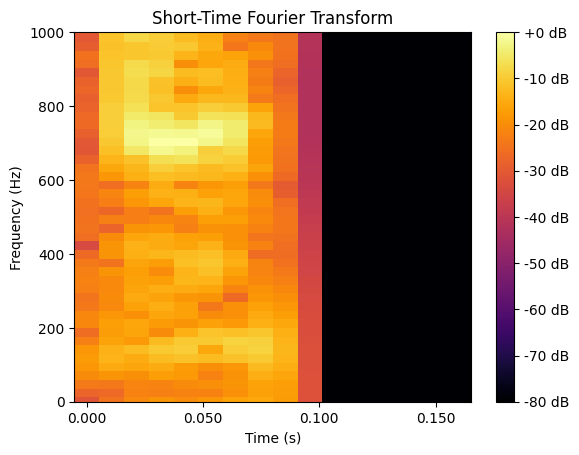 Short-Time Fourier Transform
Frequency (Hz)
1000
800
600
400
200
0
0.000 0.050 0.100 0.150
Time (s)
+0 dB
-10 dB
-20 dB
-30 dB
-40 dB
-50 dB
-60 dB
-70 dB
-80 dB